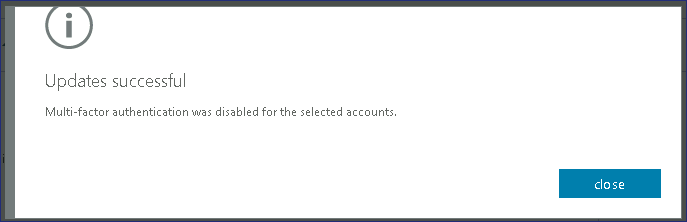 Updates successful
Multi-factor authentication was disabled for the selected accounts.
close